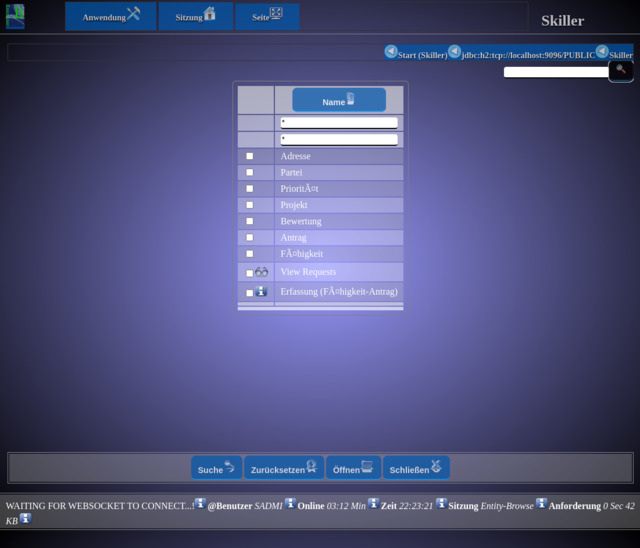 Anwendung Sitzung Seite Skiller
Start (Skiller) jdbc:h2:tcp://localhost:9096/PUBLIC Skiller
Name
*
*
Adresse
Partei
PrioritÃ¤t
Projekt
Bewertung
Antrag
FÃ¤higkeit
View Requests
Erfassung (FÃ¤higkeit-Antrag)
Suche Zurücksetzen Öffnen Schließen
WAITING FOR WEBSOCKET TO CONNECT...! @Benutzer SADMI Online 03:12 Min Zeit 22:23:21 Sitzung Entity-Browse Anforderung 0 Sec 42
KB